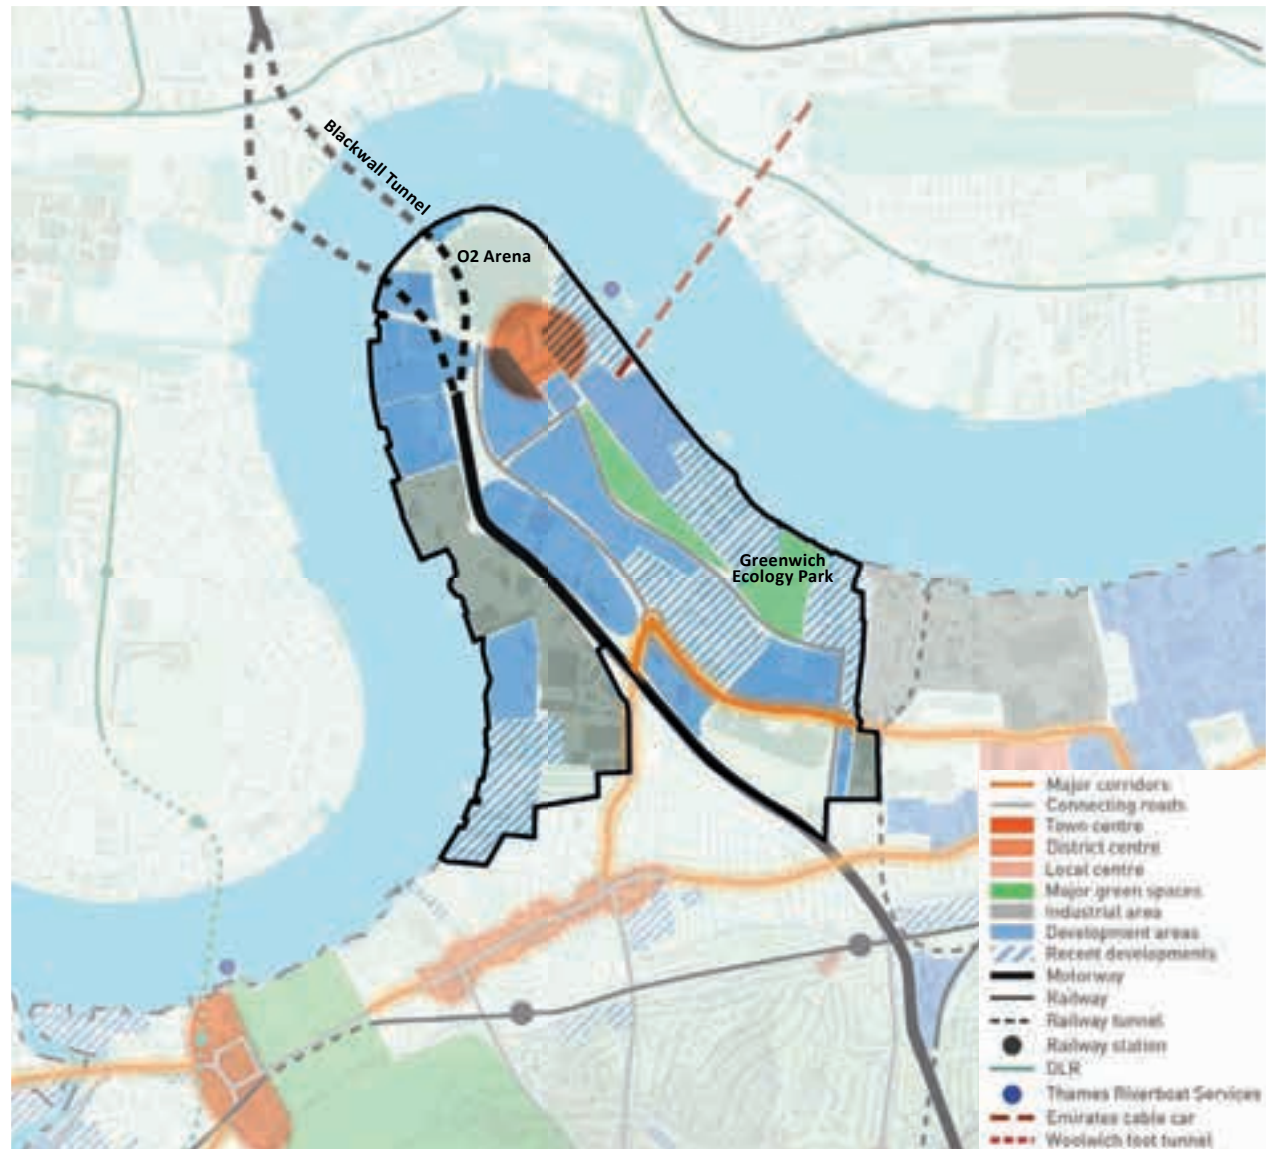 Blackwall Tunnel
O2 Arena
Greenwich
Ecology Park
Major corridors
Connecting roads
Town centre
District centre
Local centre
Major green spaces
Industrial area
Development areas
Recent developments
Motorway
Railway
Railway tunnel
Railway station
DLR
Thames Riverboat Services
Emirates cable car
Woolwich foot tunnel